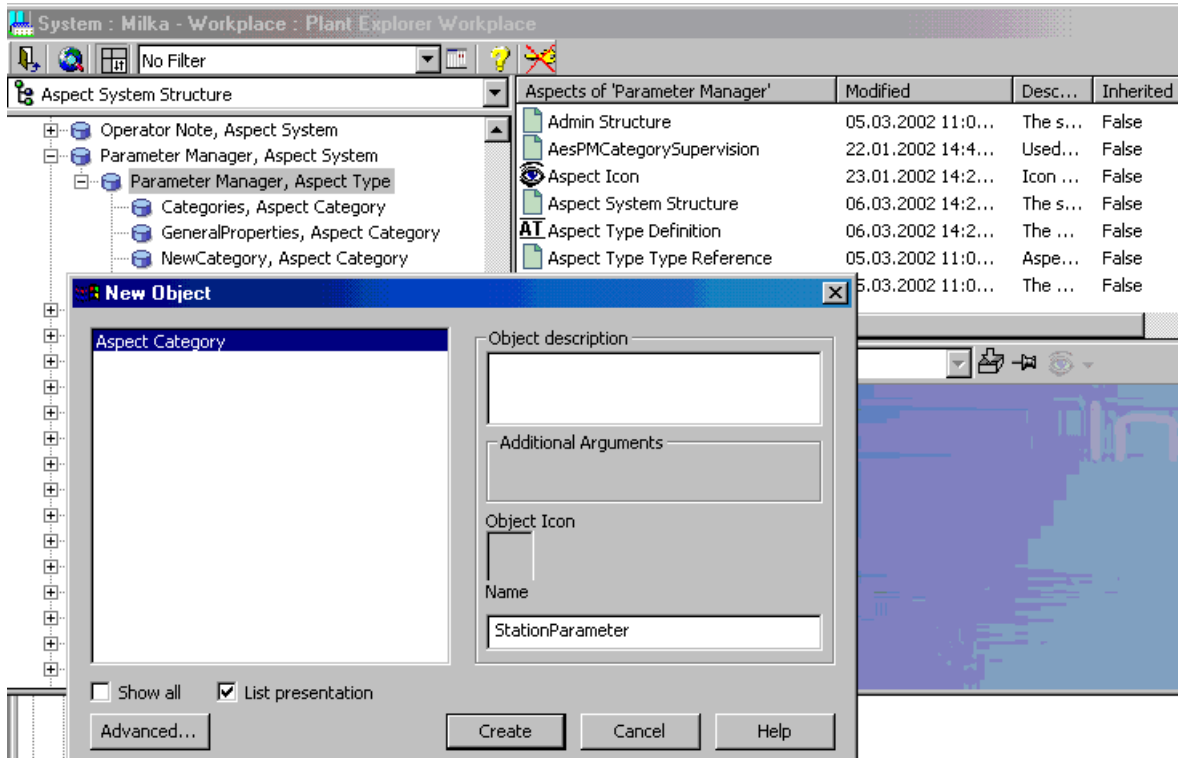 System : Milka - Workplace : Plant Explorer Workplace
No Filter
Aspect System Structure
Operator Note, Aspect System
Parameter Manager, Aspect System
Parameter Manager, Aspect Type
Categories, Aspect Category
GeneralProperties, Aspect Category
NewCategory, Aspect Category
Aspects of 'Parameter Manager' Modified Desc... Inherited
Admin Structure 05.03.2002 11:0... The s... False
AesPMCategorySupervision 22.01.2002 14:4... Used... False
Aspect Icon 23.01.2002 14:2... Icon ... False
Aspect System Structure 06.03.2002 14:2... The s... False
AT Aspect Type Definition 06.03.2002 14:2... The ... False
Aspect Type Type Reference 05.03.2002 11:0... Aspe... False
5.03.2002 11:0... The ... False
New Object
Aspect Category
Object description
Additional Arguments
Object Icon
Name
StationParameter
Show all List presentation
Advanced... Create Cancel Help